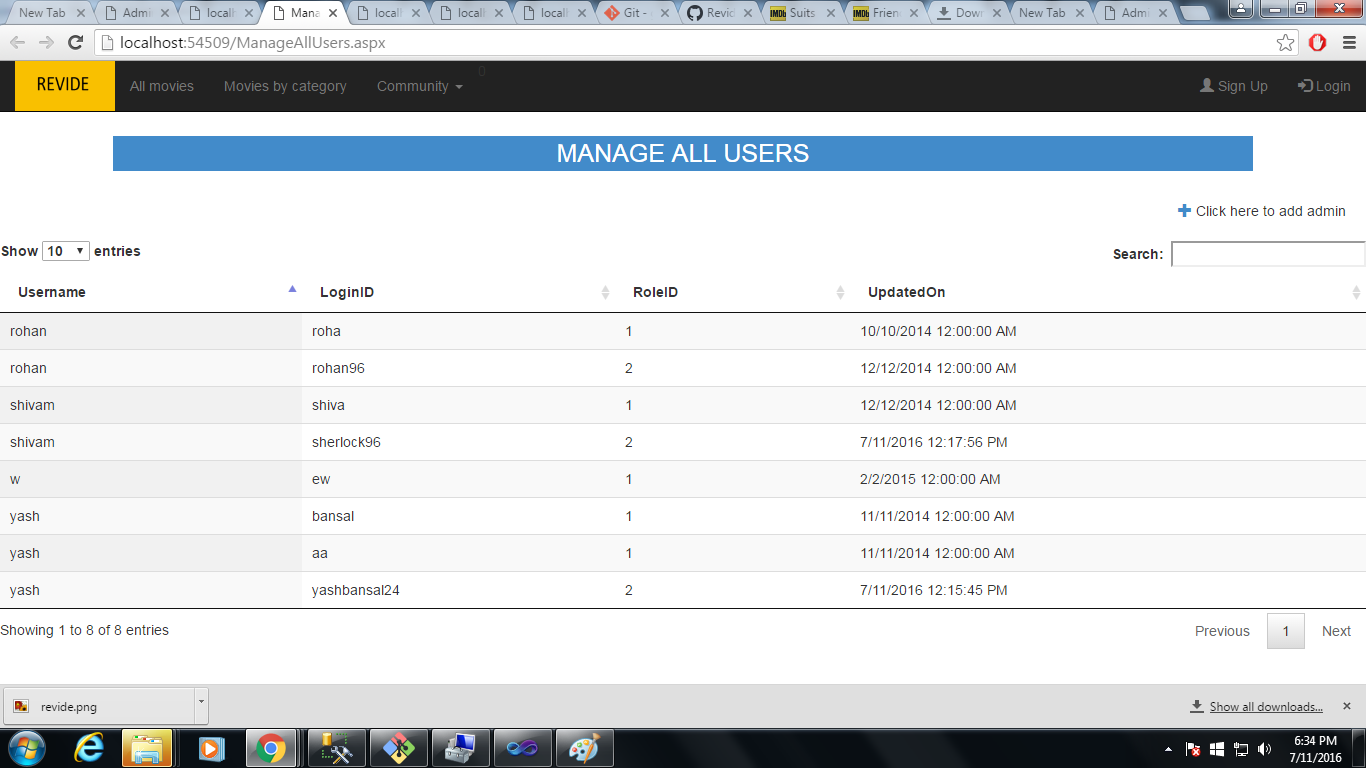 New Tab Admi local Mana local local local Git - Revid Suits Frien Down New Tab Admi
localhost:54509/ManageAllUsers.aspx
REVIDE All movies Movies by category Community 0 Sign Up Login
MANAGE ALL USERS
Click here to add admin
Show 10 entries Search:
Username LoginID RoleID UpdatedOn
rohan roha 1 10/10/2014 12:00:00 AM
rohan rohan96 2 12/12/2014 12:00:00 AM
shivam shiva 1 12/12/2014 12:00:00 AM
shivam sherlock96 2 7/11/2016 12:17:56 PM
w ew 1 2/2/2015 12:00:00 AM
yash bansal 1 11/11/2014 12:00:00 AM
yash aa 1 11/11/2014 12:00:00 AM
yash yashbansal24 2 7/11/2016 12:15:45 PM
Showing 1 to 8 of 8 entries Previous 1 Next
revide.png Show all downloads...
6:34 PM
7/11/2016